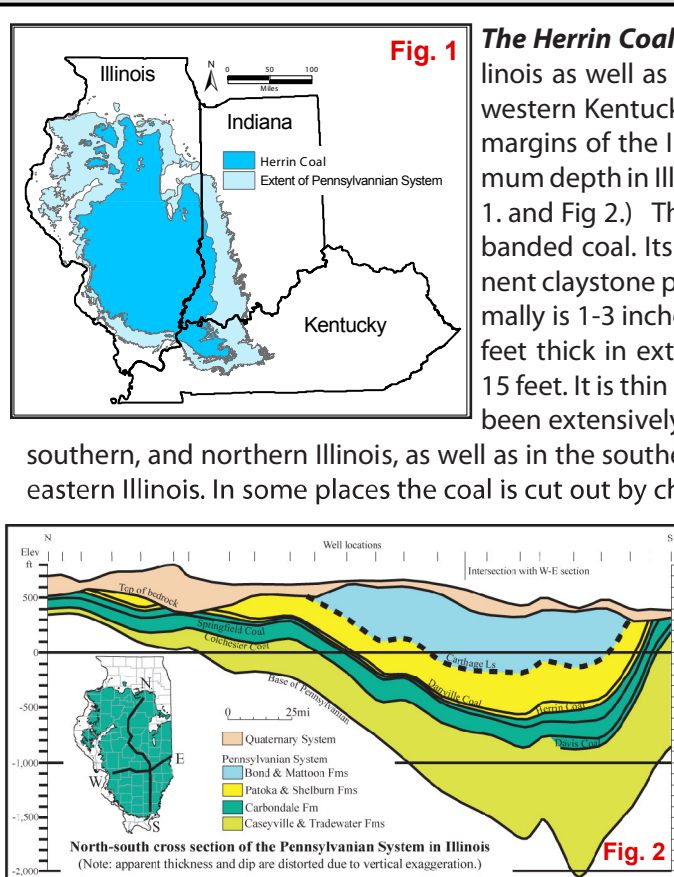 Fig. 1
N
0 50 100
Miles
Illinois
Indiana
Herrin Coal
Extent of Pennsylvannian System
Kentucky
The Herrin Coal
linois as well as
western Kentuck
margins of the I
mum depth in Ill
1. and Fig 2.) Th
banded coal. Its
nent claystone p
mally is 1-3 inche
feet thick in ext
15 feet. It is thin
been extensively
southern, and northern Illinois, as well as in the southe
eastern Illinois. In some places the coal is cut out by ch
N
Well locations
S
Elev
ft
Intersection with W-E section
Top of bedrock
500
Springfield Coal
Colchester Coal
Carthage Ls
0
Base of Pennsylvanian
Danville Coal
Herrin Coal
Davis Coal
-500
-1,000
-1,500
-2,000
N
W
E
S
0 25mi
Quaternary System
Pennsylvanian System
Bond & Mattoon Fms
Patoka & Shelburn Fms
Carbondale Fm
Caseyville & Tradewater Fms
North-south cross section of the Pennsylvanian System in Illinois
(Note: apparent thickness and dip are distorted due to vertical exaggeration.)
Fig. 2